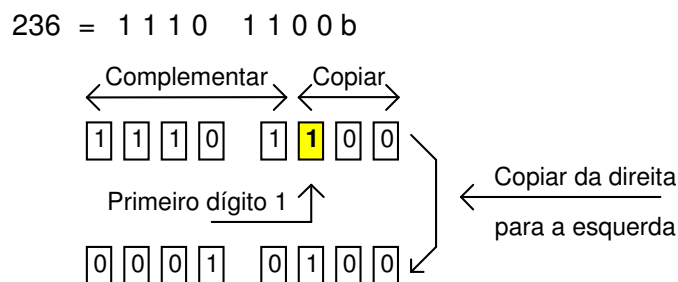 236 = 1 1 1 0 1 1 0 0 b
Complementar Copiar
1 1 1 0 1 1 0 0
Primeiro dígito 1
Copiar da direita
para a esquerda
0 0 0 1 0 1 0 0